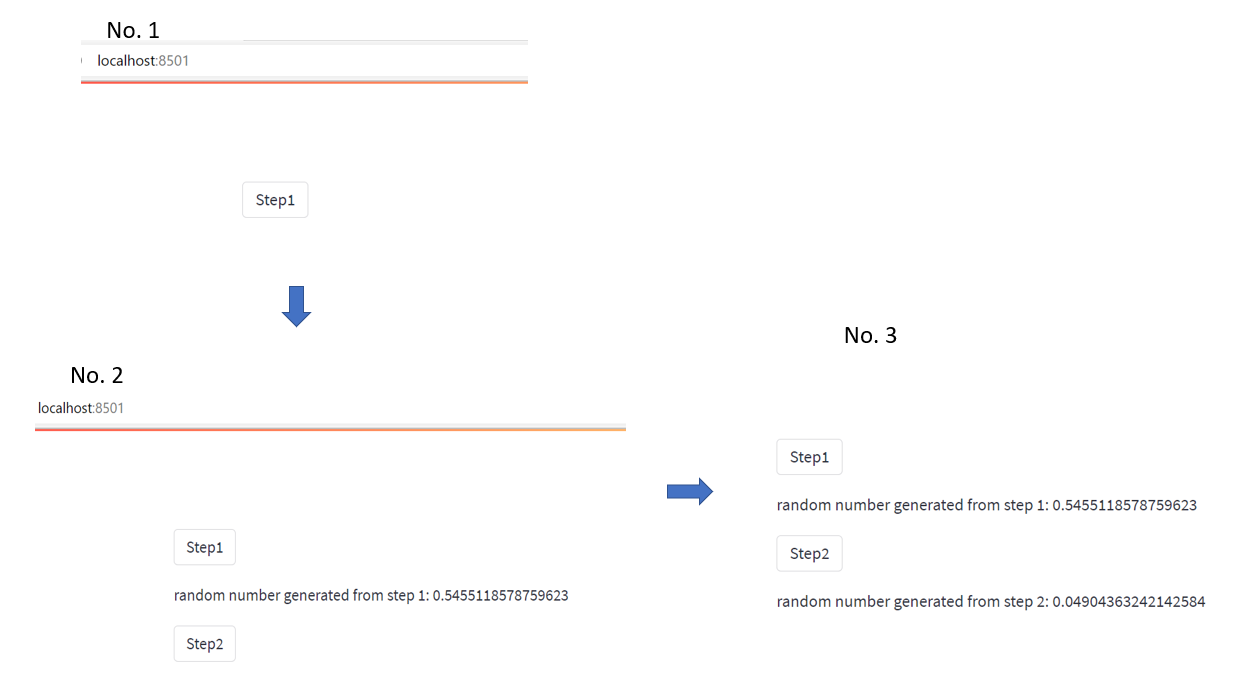 No. 1
localhost:8501
Step1
No. 2
localhost:8501
Step1
random number generated from step 1: 0.5455118578759623
Step2
No. 3
Step1
random number generated from step 1: 0.5455118578759623
Step2
random number generated from step 2: 0.04904363242142584